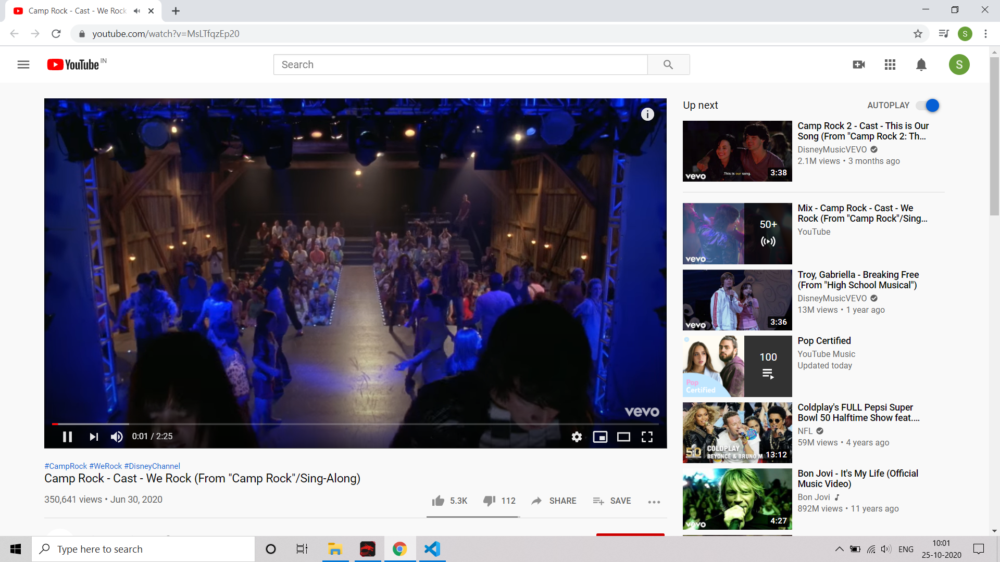 Camp Rock - Cast - We Rock
youtube.com/watch?v=MsLTfqzEp20
S
YouTube IN
Search
S
i
vevo
0:01 / 2:25
#CampRock #WeRock #DisneyChannel
Camp Rock - Cast - We Rock (From "Camp Rock"/Sing-Along)
350,641 views • Jun 30, 2020
5.3K
112
SHARE
SAVE
Up next
AUTOPLAY
This is our song.
vevo
3:38
Camp Rock 2 - Cast - This is Our
Song (From "Camp Rock 2: Th...
DisneyMusicVEVO
2.1M views • 3 months ago
50+
vevo
Mix - Camp Rock - Cast - We
Rock (From "Camp Rock"/Sing...
YouTube
vevo
3:36
Troy, Gabriella - Breaking Free
(From "High School Musical")
DisneyMusicVEVO
13M views • 1 year ago
Pop
Certified
100
Pop Certified
YouTube Music
Updated today
50
COLDPLAY
BEYONCÉ & BRUNO M
13:12
Coldplay's FULL Pepsi Super
Bowl 50 Halftime Show feat....
NFL
59M views • 4 years ago
vevo
4:27
Bon Jovi - It's My Life (Official
Music Video)
Bon Jovi
892M views • 11 years ago
Type here to search
ENG
10:01
25-10-2020